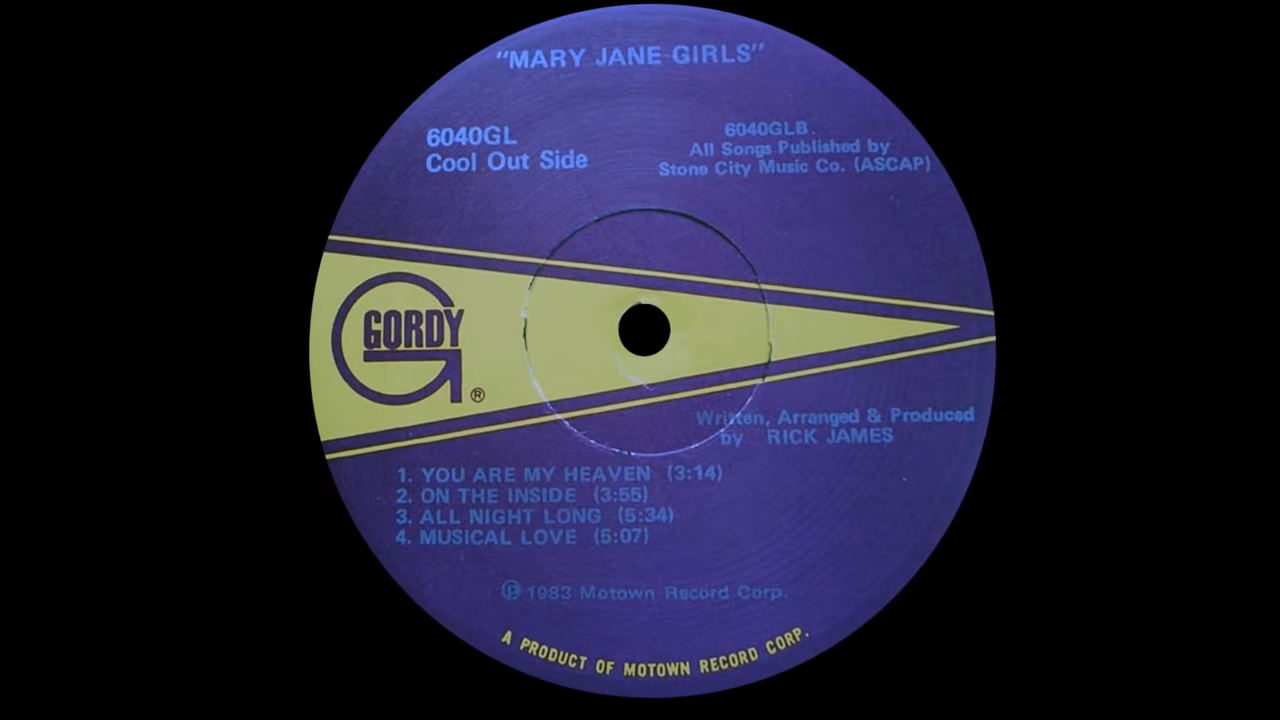 "MARY JANE GIRLS"
6040GL
Cool Out Side
6040GLB
All Songs Published by
Stone City Music Co. (ASCAP)
GORDY
®
Written, Arranged & Produced
by RICK JAMES
1. YOU ARE MY HEAVEN (3:14)
2. ON THE INSIDE (3:55)
3. ALL NIGHT LONG (5:34)
4. MUSICAL LOVE (5:07)
℗ 1983 Motown Record Corp.
A PRODUCT OF MOTOWN RECORD CORP.